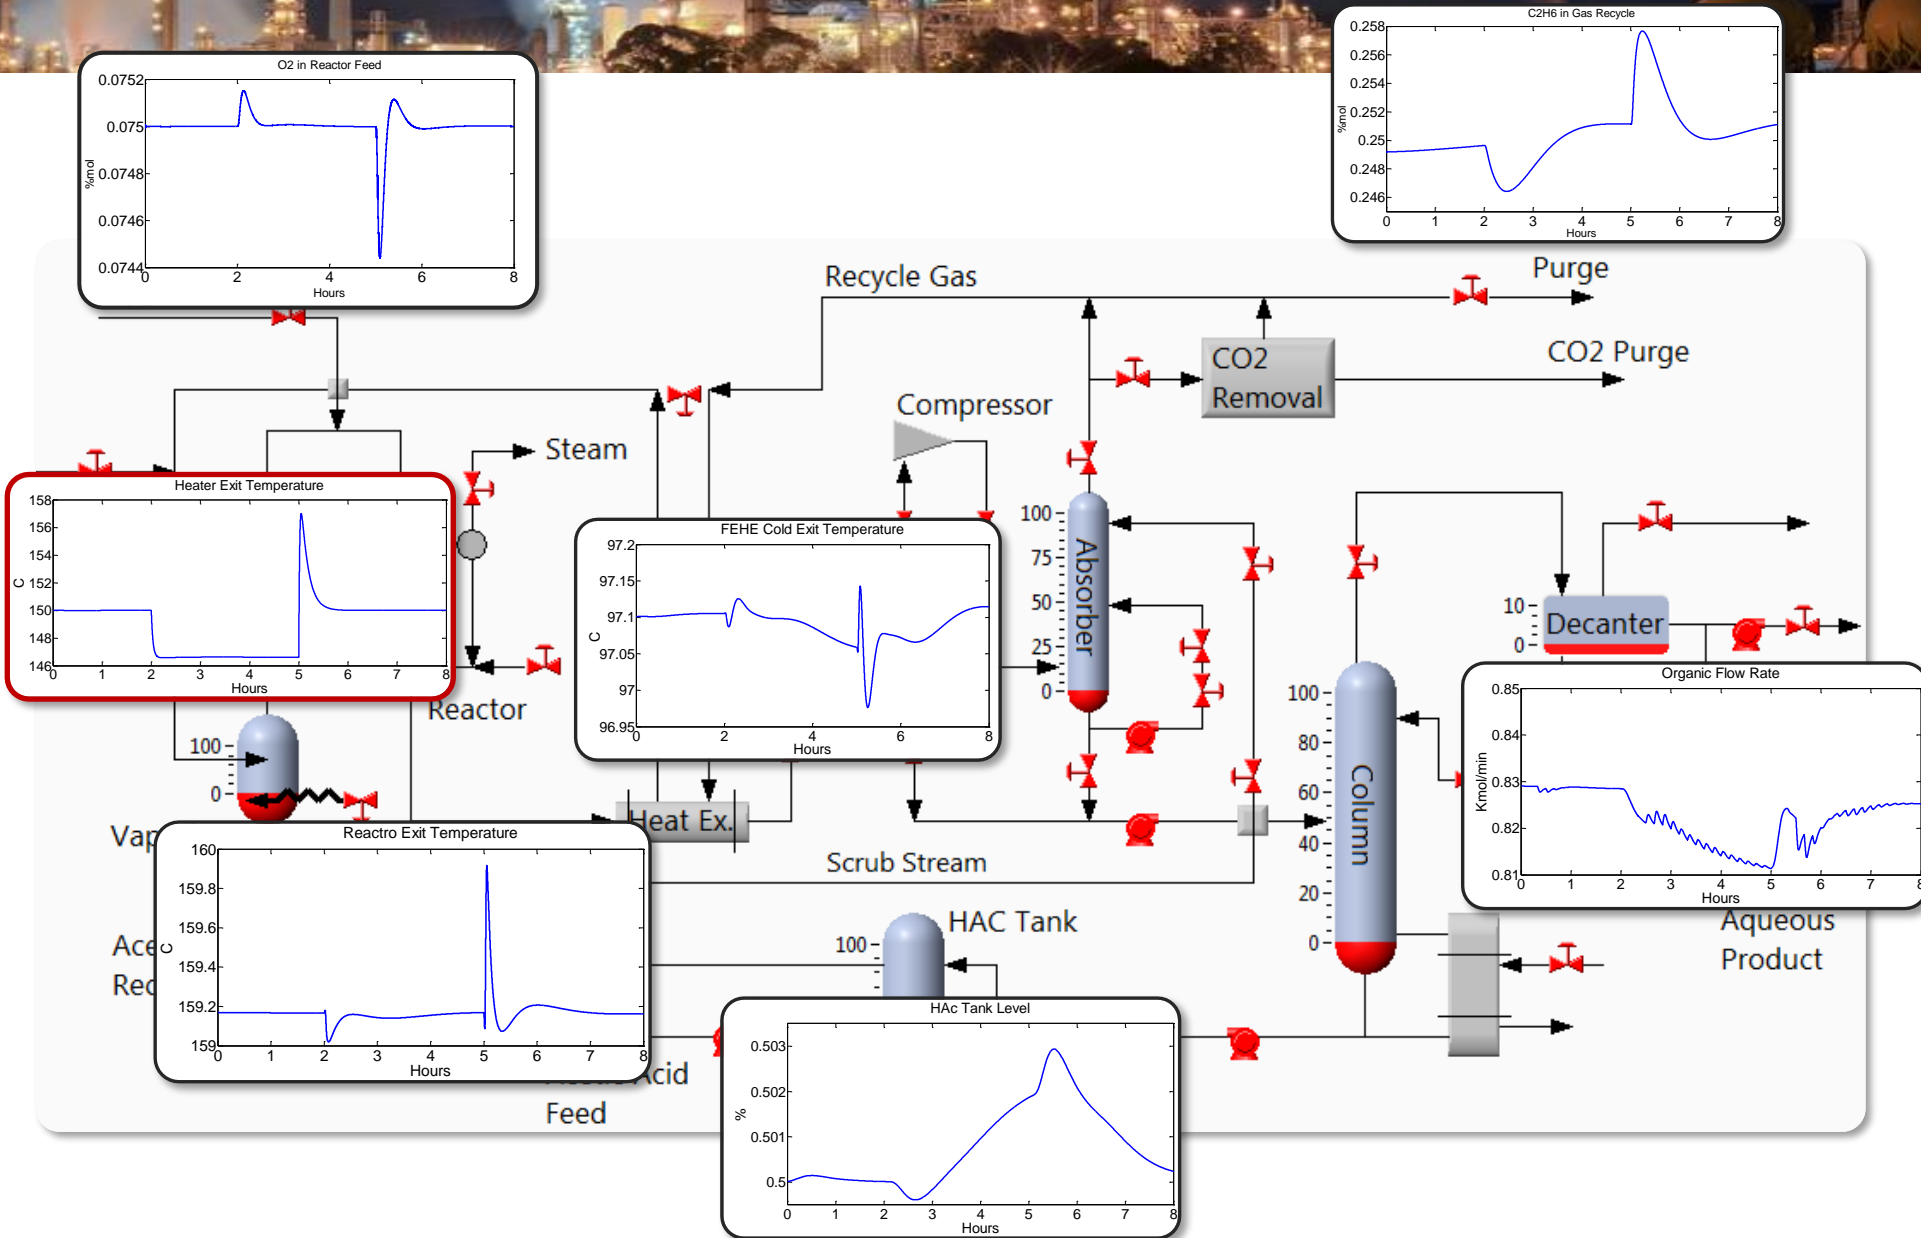 O2 in Reactor Feed
0.0752
0.075
0.0748
0.0746
0.0744
%mol
0 2 4 6 8
Hours
C2H6 in Gas Recycle
0.258
0.256
0.254
0.252
0.25
0.248
0.246
%mol
0 1 2 3 4 5 6 7 8
Hours
Recycle Gas
Purge
CO2
Removal
CO2 Purge
Compressor
Steam
Heater Exit Temperature
158
156
154
152
150
148
146
C
0 1 2 3 4 5 6 7 8
Hours
FEHE Cold Exit Temperature
97.2
97.15
97.1
97.05
97
96.95
C
0 2 4 6 8
Hours
100
75
50
25
0
Absorber
10
0
Decanter
Reactor
100
0
Heat Ex.
Vap
Scrub Stream
100
80
60
40
20
0
Column
Organic Flow Rate
0.85
0.84
0.83
0.82
0.81
Kmol/min
0 1 2 3 4 5 6 7 8
Hours
Reactro Exit Temperature
160
159.8
159.6
159.4
159.2
159
C
0 1 2 3 4 5 6 7 8
Hours
Ace
Rec
HAC Tank
100
Aqueous
Product
Acid
Feed
HAc Tank Level
0.503
0.502
0.501
0.5
%
0 1 2 3 4 5 6 7 8
Hours